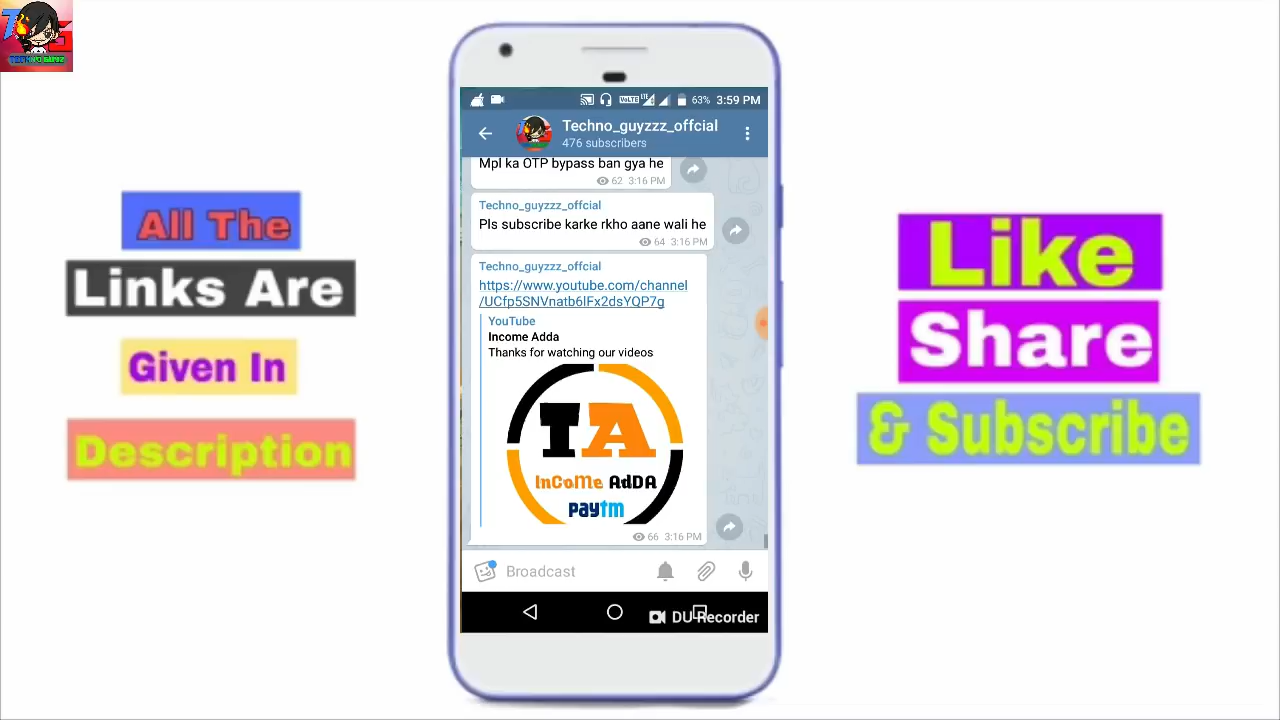 All The
Links Are
Given In
Description
63% 3:59 PM
Techno_guyzzz_offcial
476 subscribers
Mpl ka OTP bypass ban gya he
62 3:16 PM
Techno_guyzzz_offcial
Pls subscribe karke rkho aane wali he
64 3:16 PM
Techno_guyzzz_offcial
https://www.youtube.com/channel
/UCfp5SNVnatb6lFx2dsYQP7g
YouTube
Income Adda
Thanks for watching our videos
IA
InCoMe AdDA
paytm
66 3:16 PM
Broadcast
DU Recorder
Like
Share
& Subscribe